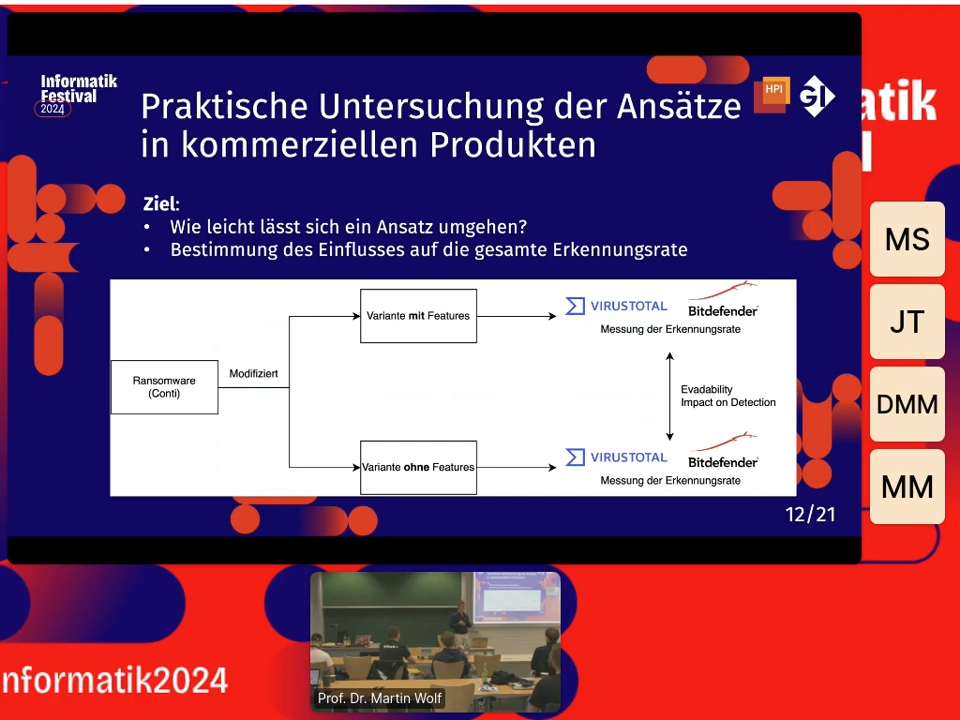 Informatik
Festival
2024
Praktische Untersuchung der Ansätze
in kommerziellen Produkten
HPI
GI
atik
l
Ziel:
• Wie leicht lässt sich ein Ansatz umgehen?
• Bestimmung des Einflusses auf die gesamte Erkennungsrate
Ransomware
(Conti)
Modifiziert
Variante mit Features
VIRUSTOTAL
Bitdefender
Messung der Erkennungsrate
Evadability
Impact on Detection
Variante ohne Features
VIRUSTOTAL
Bitdefender
Messung der Erkennungsrate
12/21
MS
JT
DMM
MM
Prof. Dr. Martin Wolf
nformatik2024